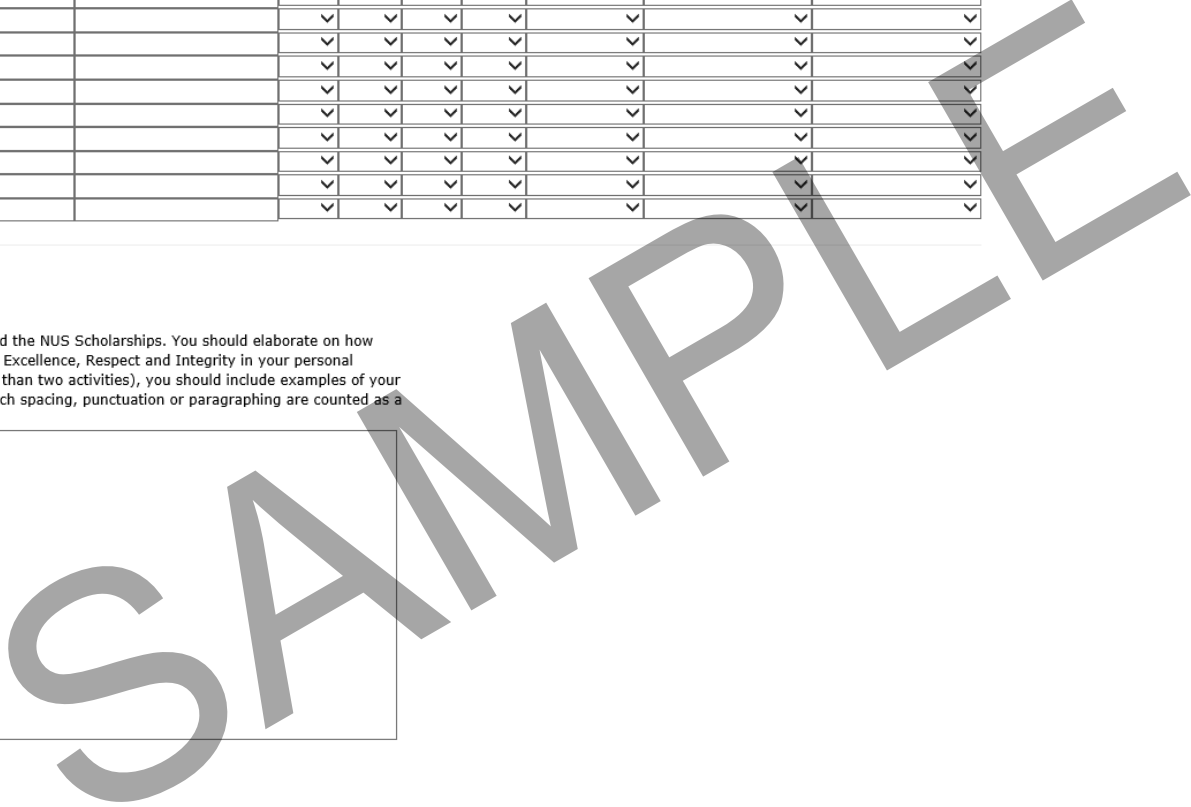 d the NUS Scholarships. You should elaborate on how
Excellence, Respect and Integrity in your personal
than two activities), you should include examples of your
ch spacing, punctuation or paragraphing are counted as a
SAMPLE